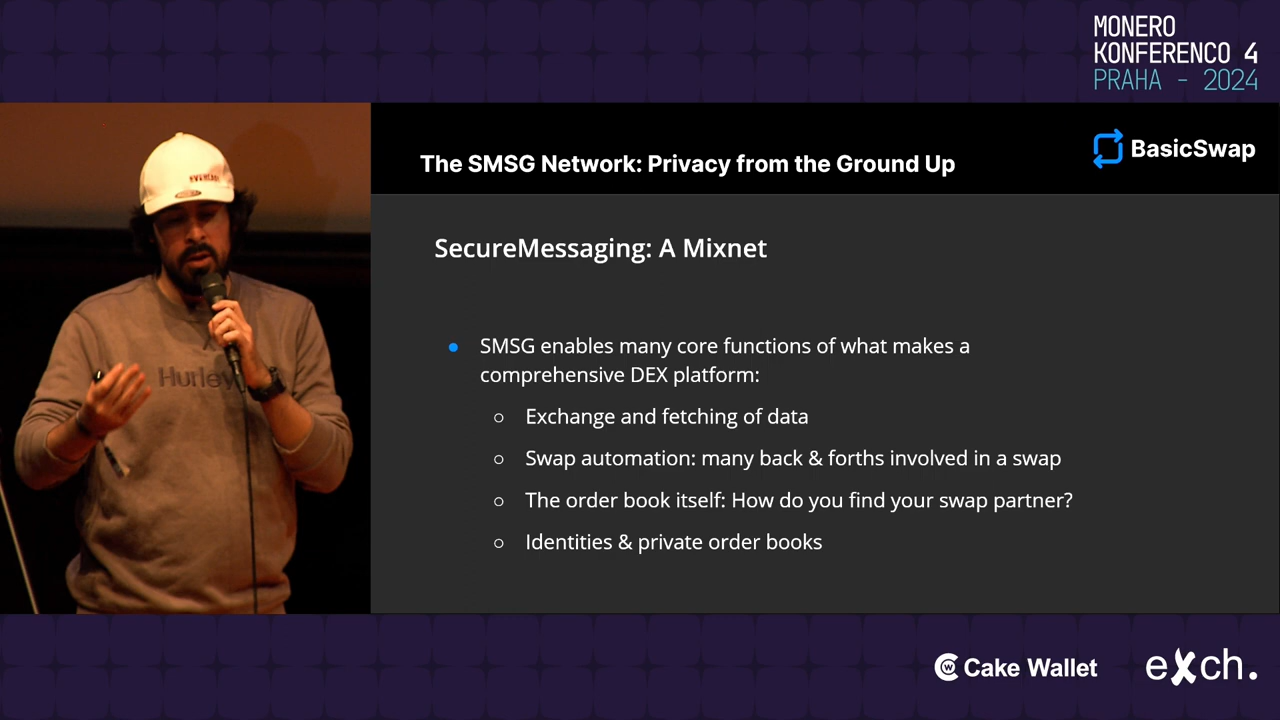 MONERO
KONFERENCO 4
PRAHA - 2024
The SMSG Network: Privacy from the Ground Up
BasicSwap
SecureMessaging: A Mixnet
SMSG enables many core functions of what makes a
comprehensive DEX platform:
Exchange and fetching of data
Swap automation: many back & forths involved in a swap
The order book itself: How do you find your swap partner?
Identities & private order books
Hurley
Cake Wallet
eXch.